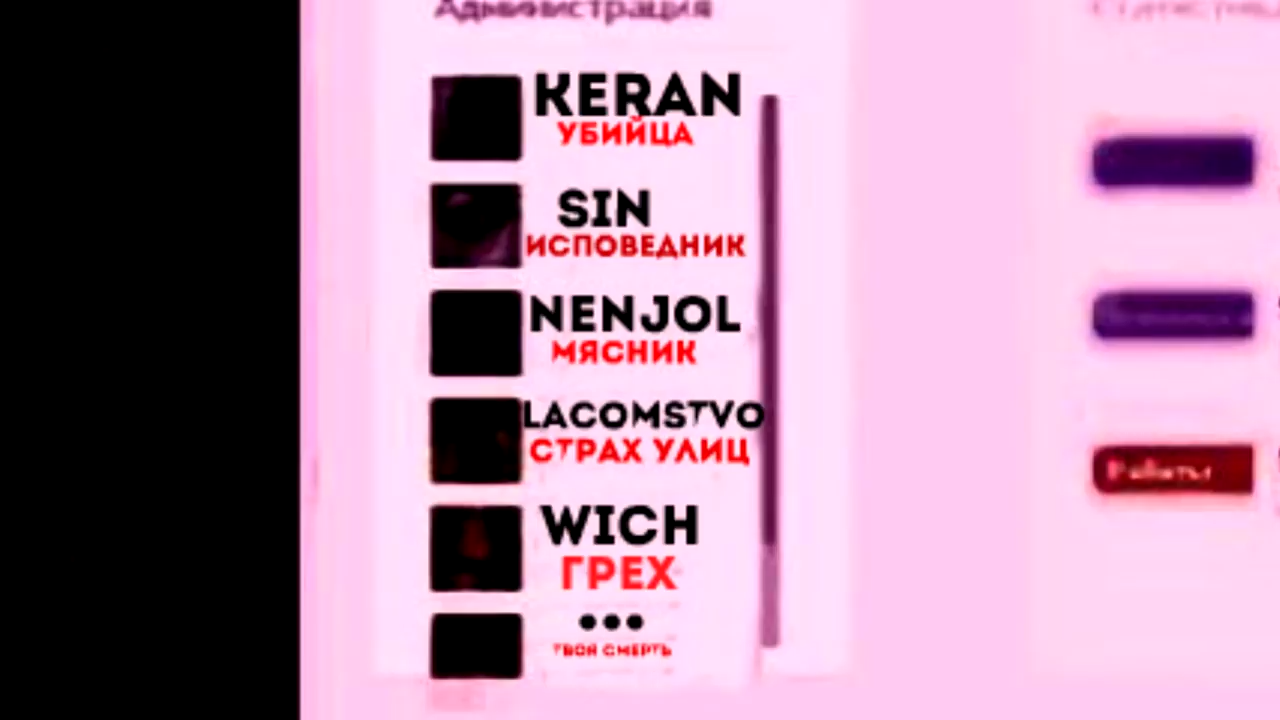 Администрация
KERAN
УБИЙЦА
SIN
ИСПОВЕДНИК
NENJOL
МЯСНИК
LACOMSTVO
СТРАХ УЛИЦ
WICH
ГРЕХ
•••
ТВОЯ СМЕРТЬ